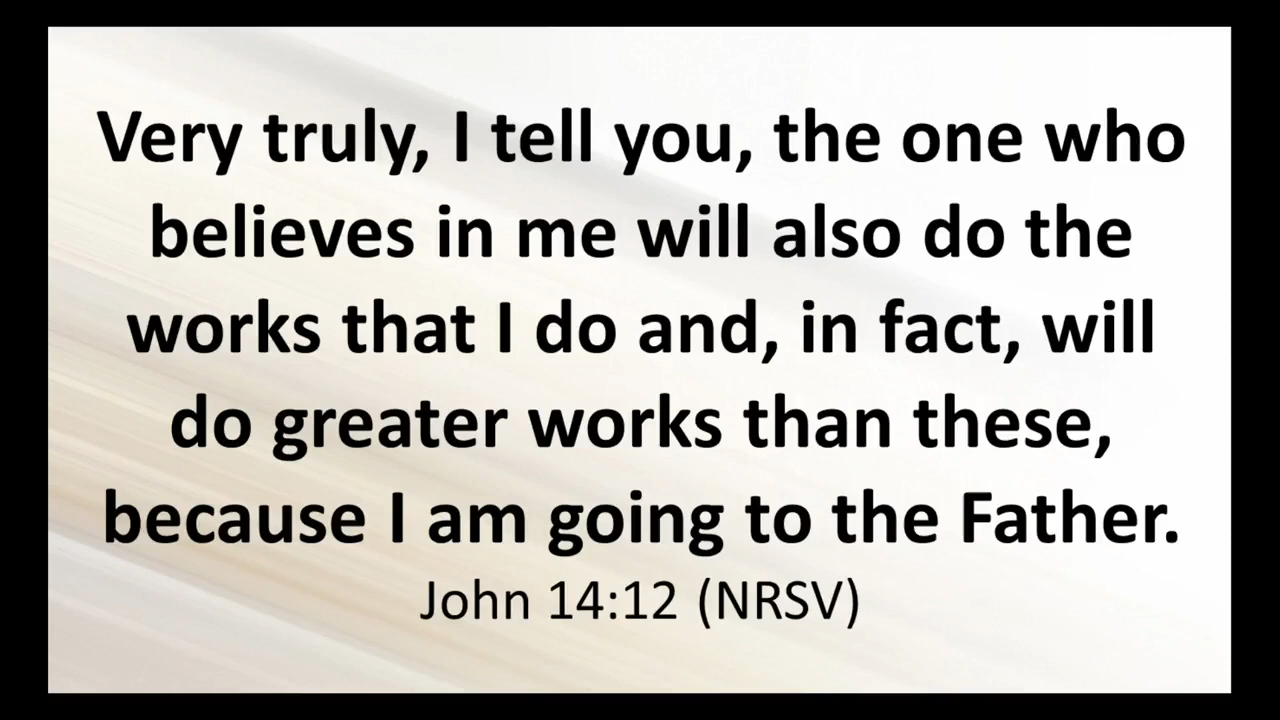 Very truly, I tell you, the one who
believes in me will also do the
works that I do and, in fact, will
do greater works than these,
because I am going to the Father.
John 14:12 (NRSV)